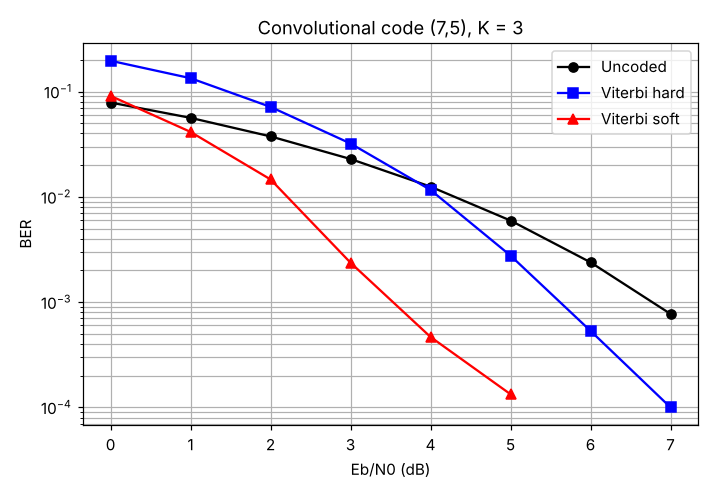 Convolutional code (7,5), K = 3
Uncoded
Viterbi hard
Viterbi soft
BER
10⁻¹
10⁻²
10⁻³
10⁻⁴
0 1 2 3 4 5 6 7
Eb/N0 (dB)